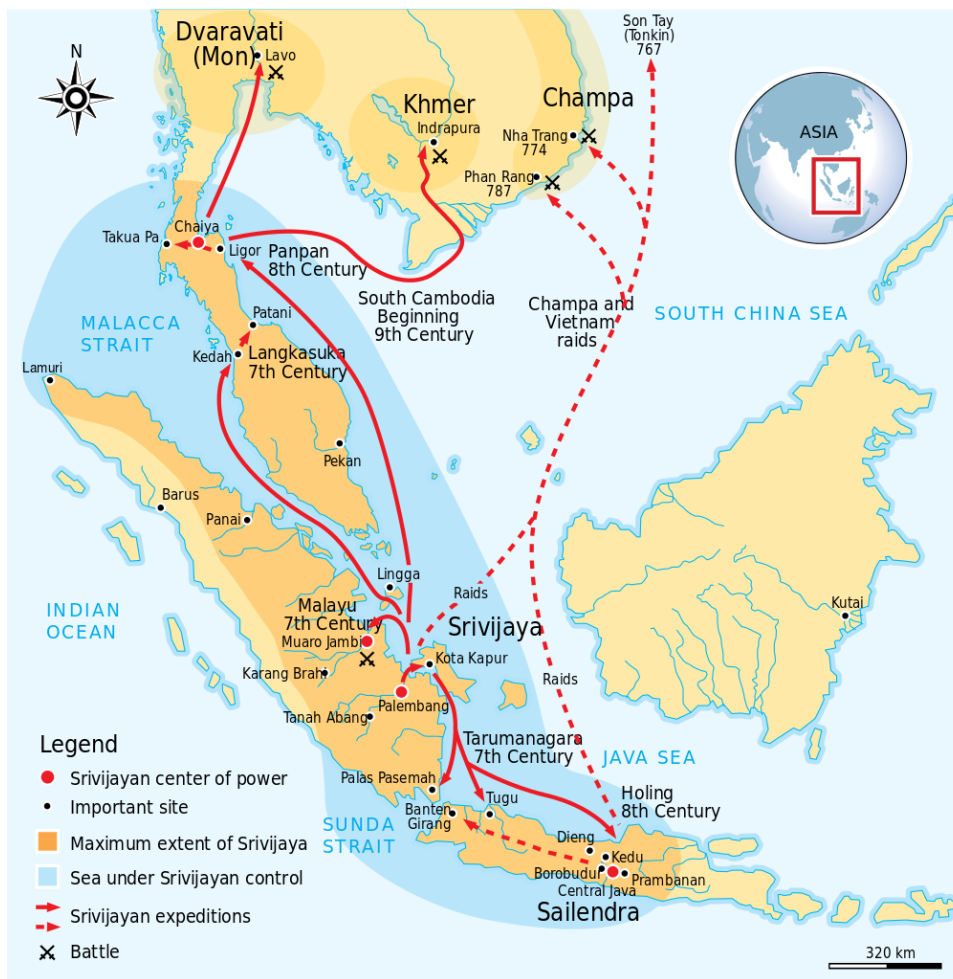 Dvaravati
(Mon)
Lavo
Son Tay
(Tonkin)
767
N
Khmer
Indrapura
Champa
Nha Trang
774
Phan Rang
787
ASIA
Takua Pa
Chaiya
Ligor
Panpan
8th Century
South Cambodia
Beginning
9th Century
Champa and
Vietnam
raids
SOUTH CHINA SEA
MALACCA
STRAIT
Patani
Kedah
Langkasuka
7th Century
Lamuri
Pekan
Barus
Panai
Lingga
Raids
INDIAN
OCEAN
Malayu
7th Century
Muaro Jambi
Srivijaya
Kota Kapur
Kutai
Karang Brahi
Palembang
Raids
Tanah Abang
Tarumanagara
7th Century
JAVA SEA
Palas Pasemah
Tugu
Holing
8th Century
SUNDA
STRAIT
Banten
Girang
Dieng
Kedu
Borobudur
Prambanan
Central Java
Sailendra
Legend
Srivijayan center of power
Important site
Maximum extent of Srivijaya
Sea under Srivijayan control
Srivijayan expeditions
Battle
320 km